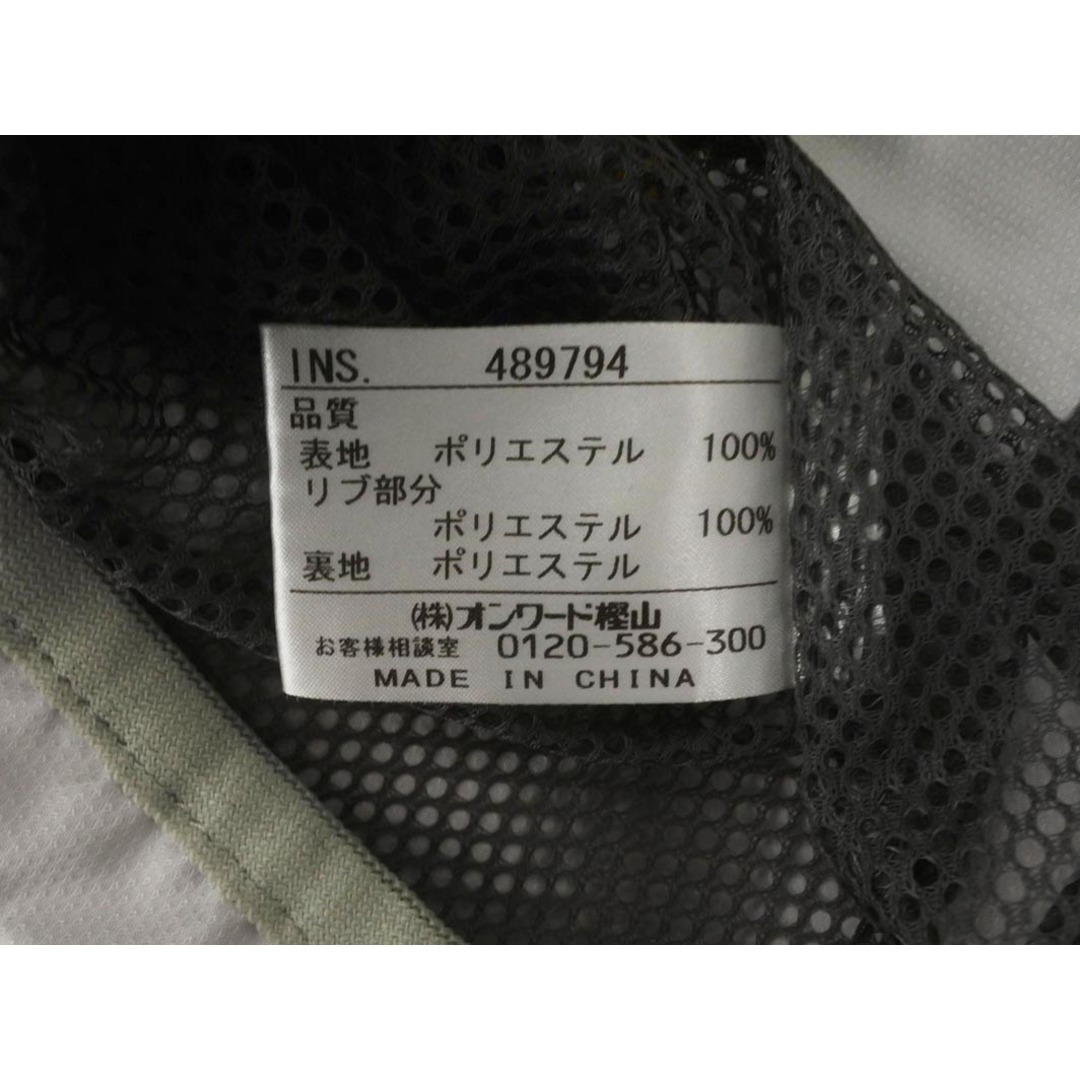 INS. 489794
品質
表地 ポリエステル 100%
リブ部分
ポリエステル 100%
裏地 ポリエステル
(株)オンワード樫山
お客様相談室 0120-586-300
MADE IN CHINA